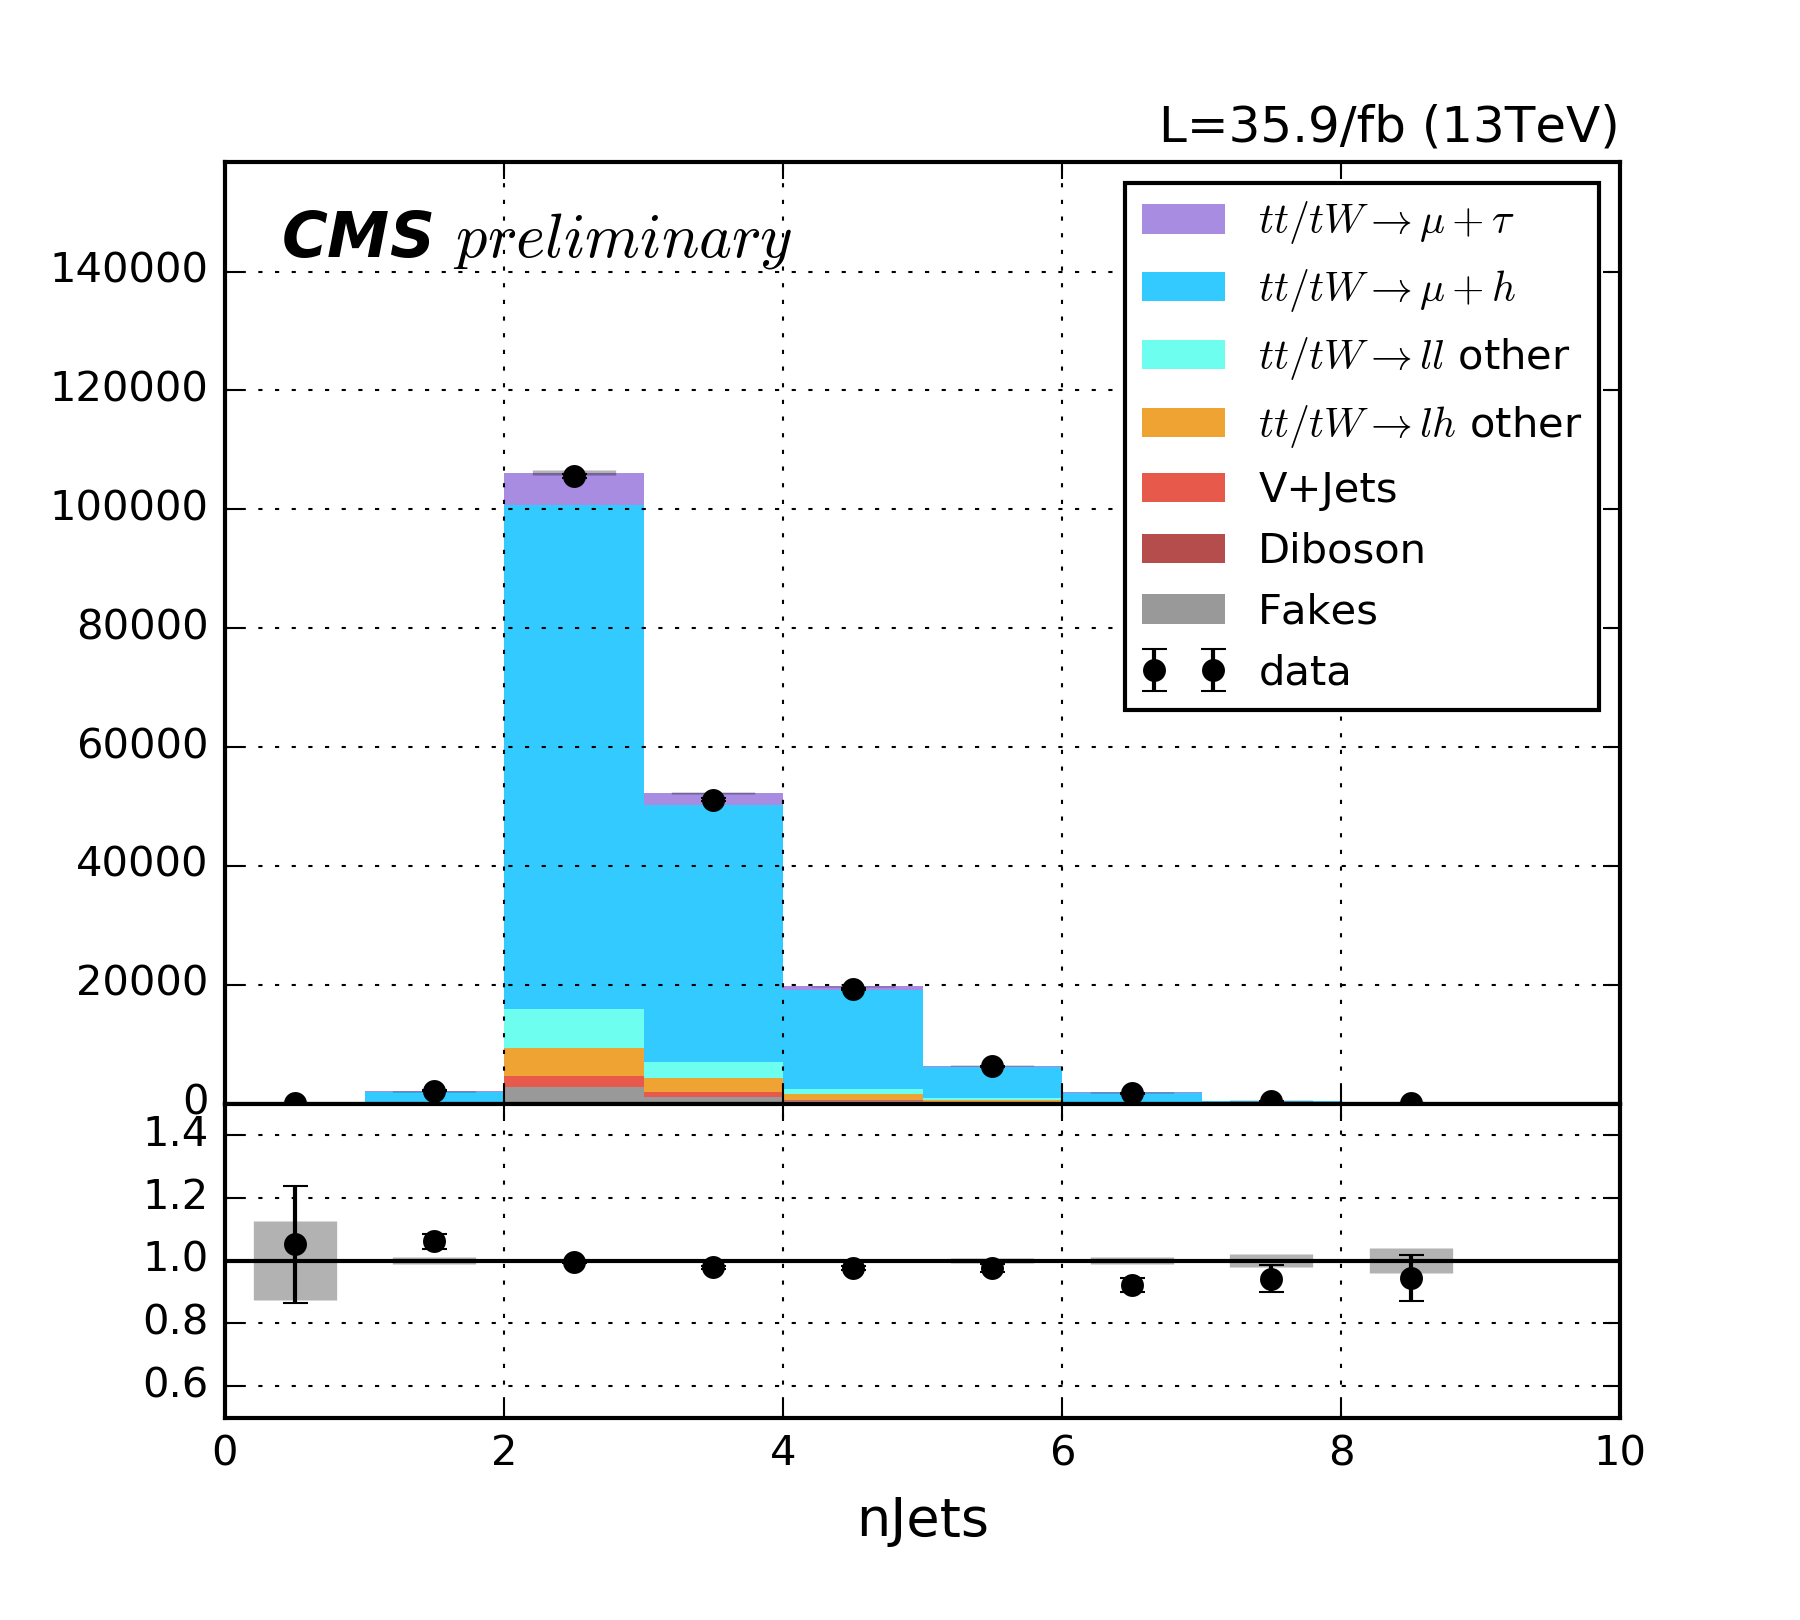 L=35.9/fb (13TeV)
CMS preliminary
tt/tW→μ+τ
tt/tW→μ+h
tt/tW→ll other
tt/tW→lh other
V+Jets
Diboson
Fakes
data
140000
120000
100000
80000
60000
40000
20000
0
1.4
1.2
1.0
0.8
0.6
0 2 4 6 8 10
nJets